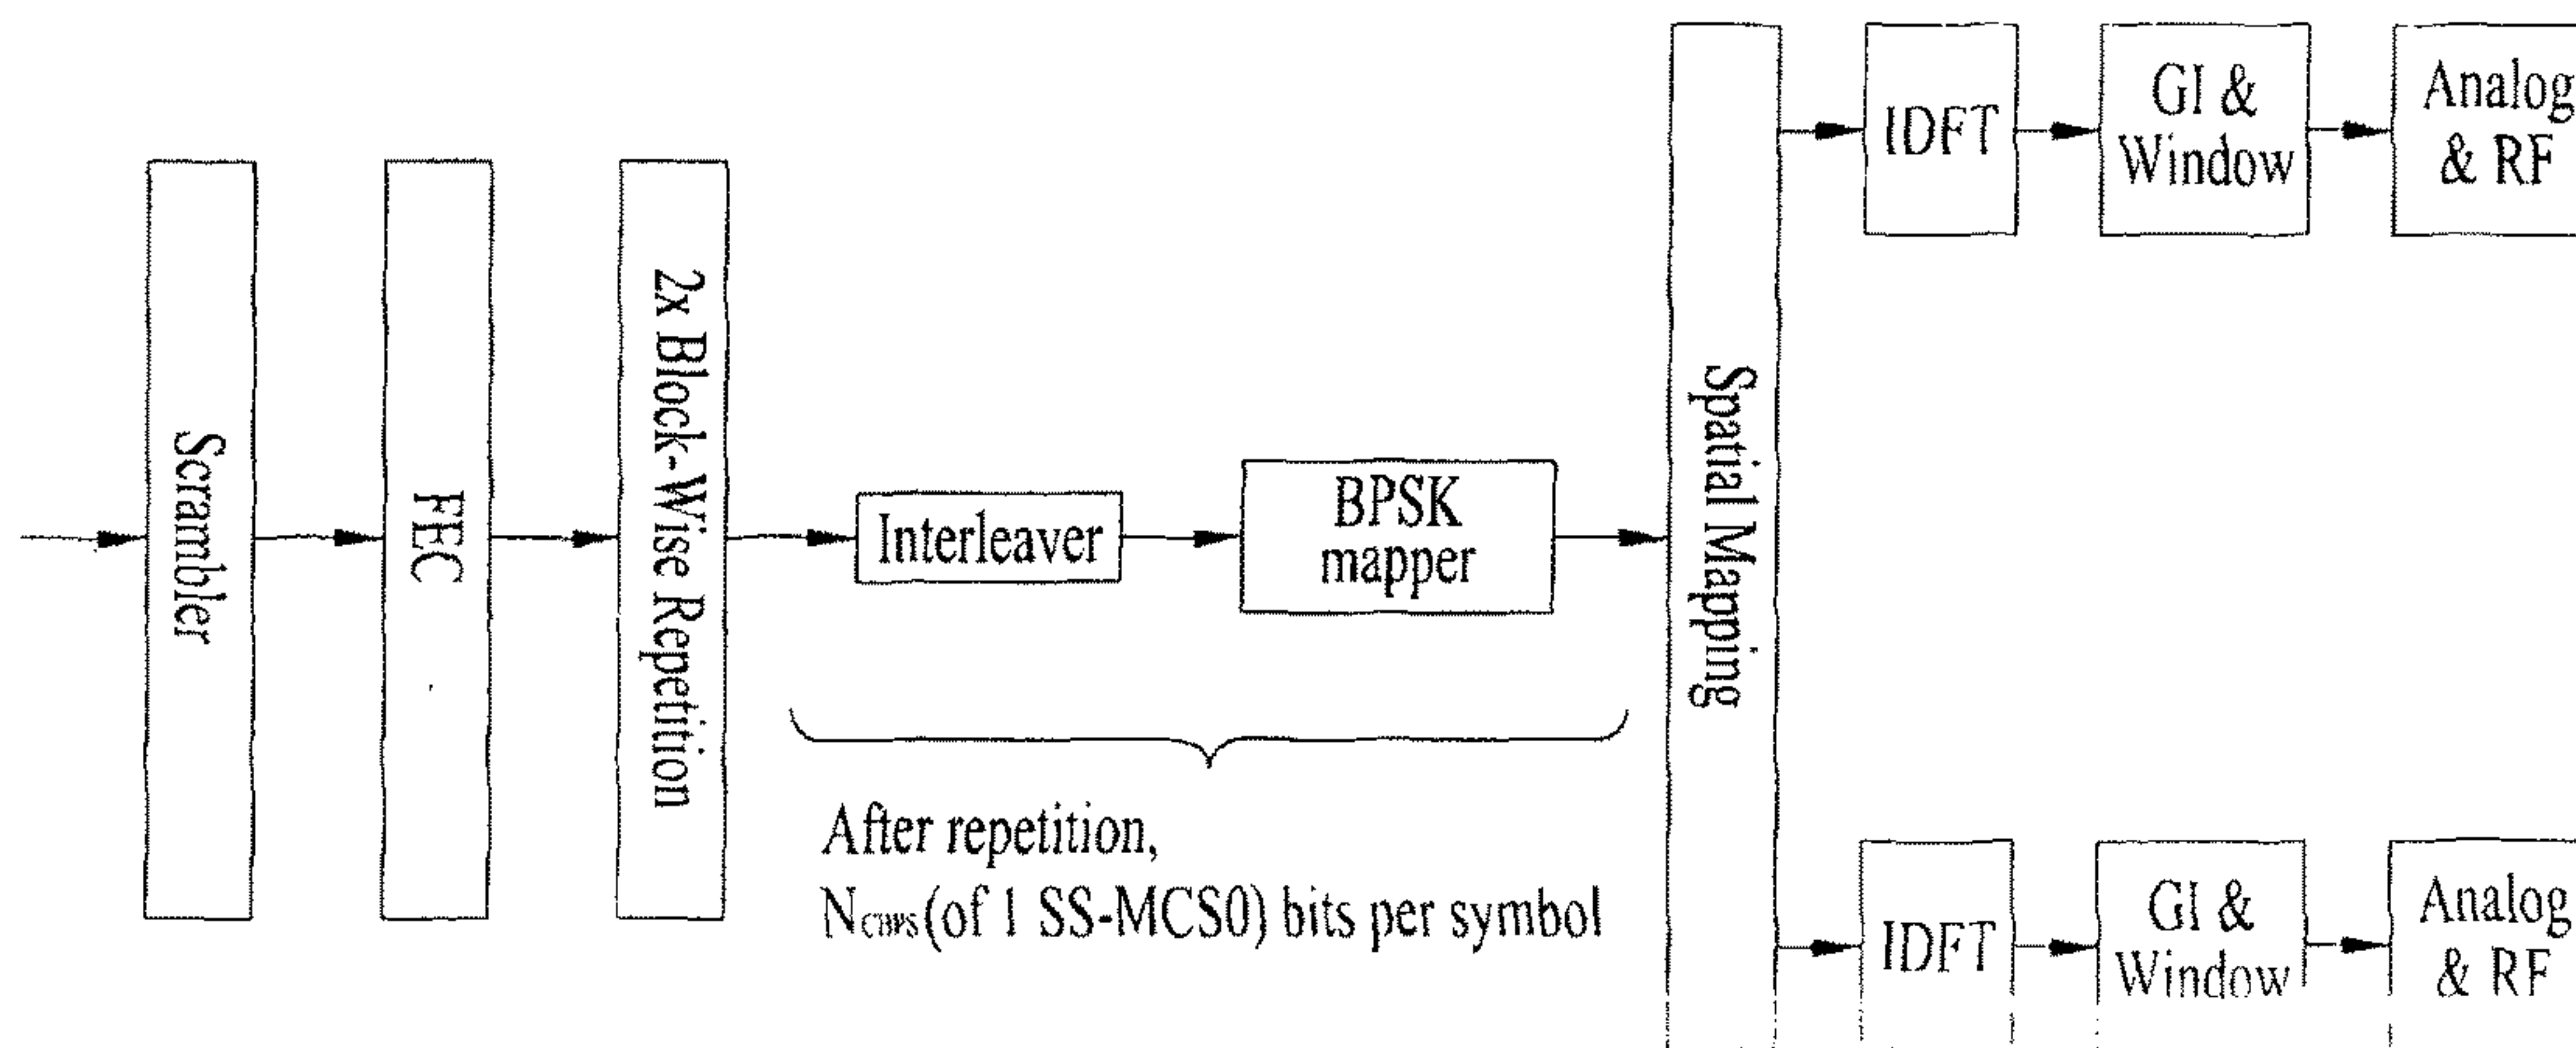 Scrambler
FEC
2x Block-Wise Repetition
Interleaver
BPSK
mapper
After repetition,
NCBPS(of 1 SS-MCS0) bits per symbol
Spatial Mapping
IDFT
GI &
Window
Analog
& RF
IDFT
GI &
Window
Analog
& RF